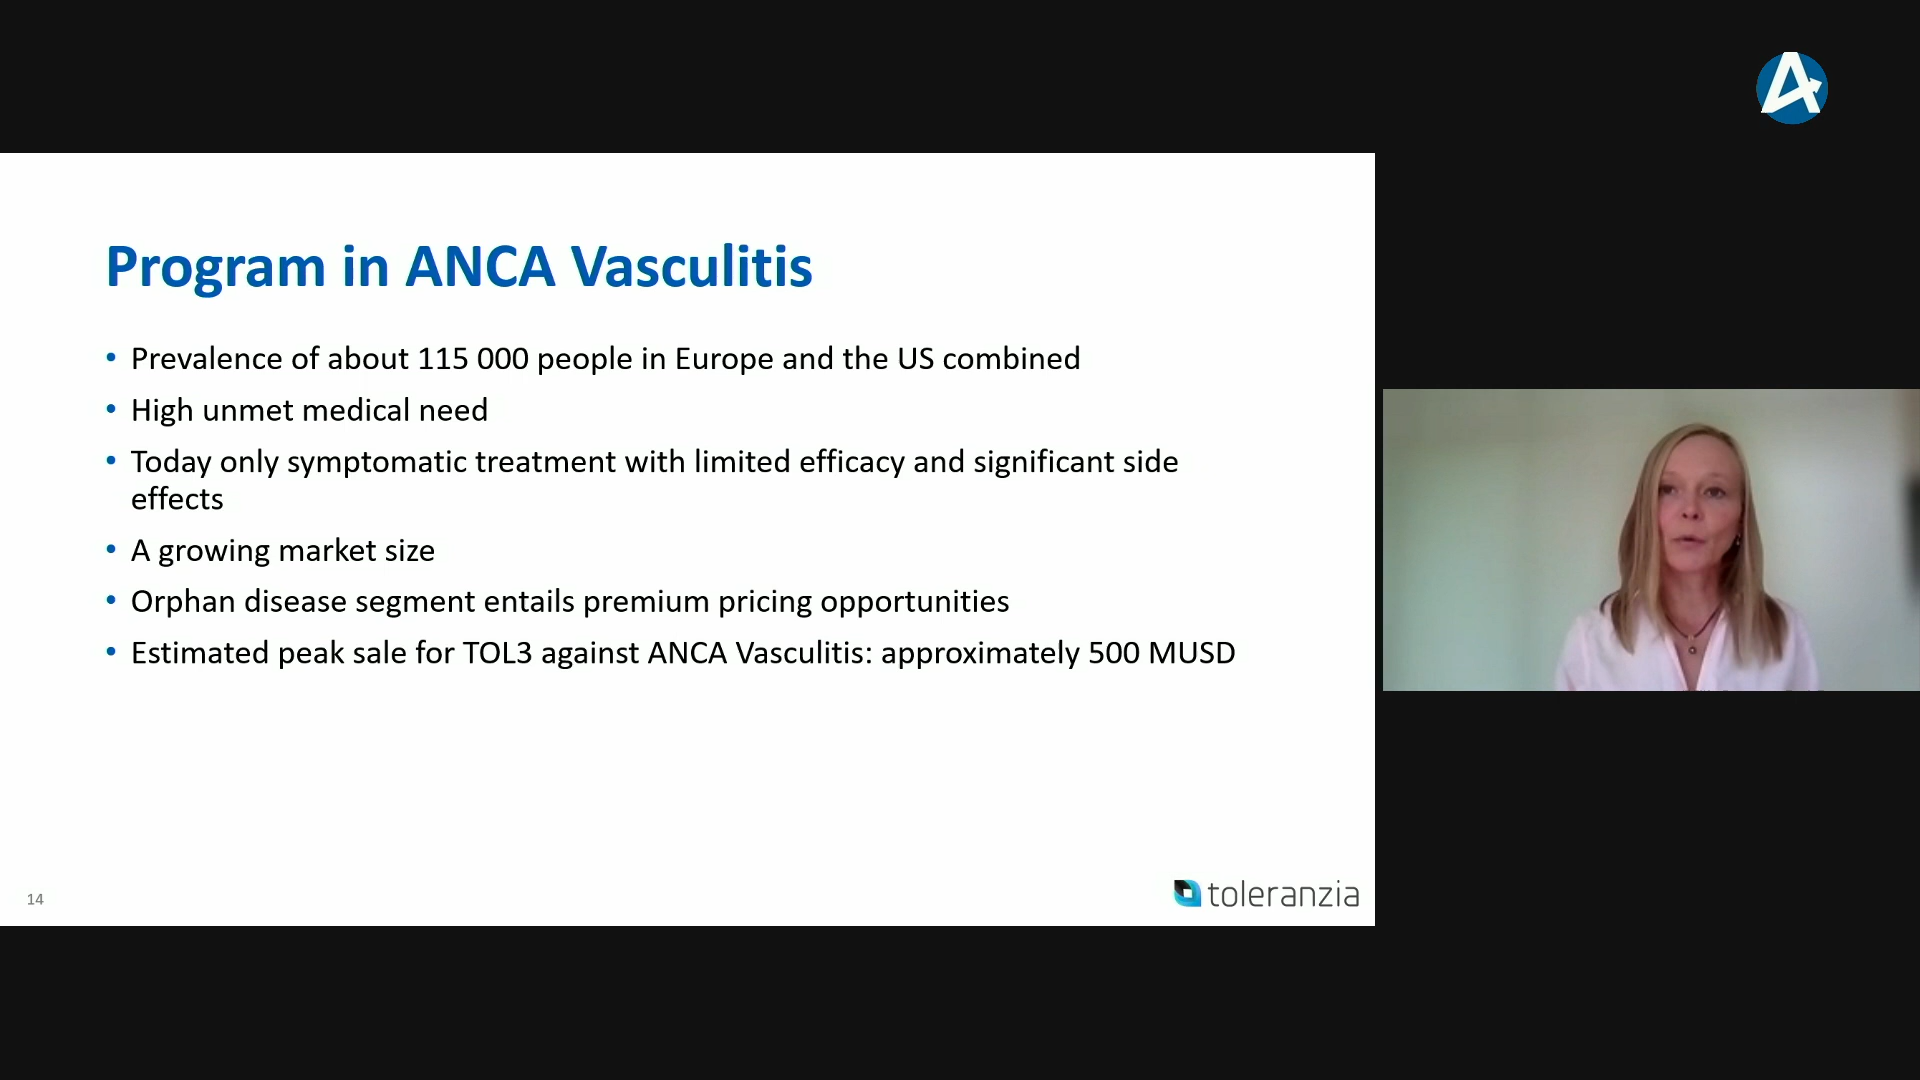 Program in ANCA Vasculitis
• Prevalence of about 115 000 people in Europe and the US combined
• High unmet medical need
• Today only symptomatic treatment with limited efficacy and significant side
effects
• A growing market size
• Orphan disease segment entails premium pricing opportunities
• Estimated peak sale for TOL3 against ANCA Vasculitis: approximately 500 MUSD
14
toleranzia